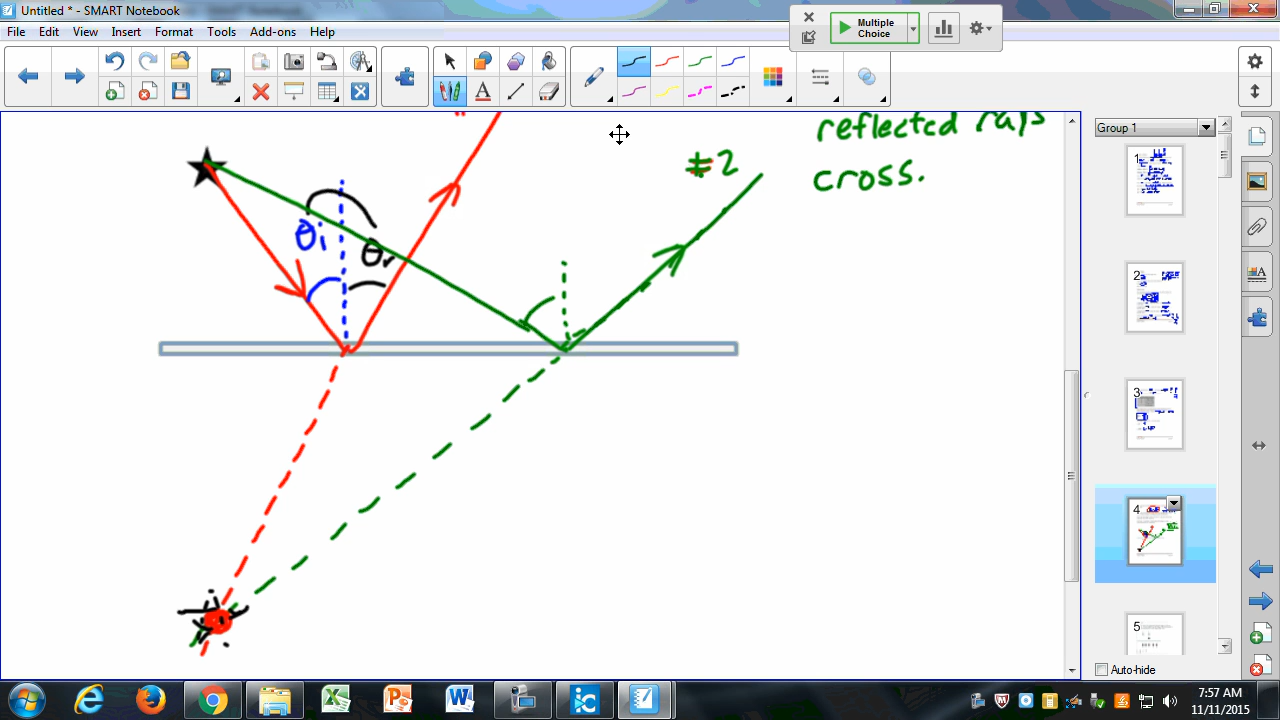 Untitled * - SMART Notebook
File Edit View Insert Format Tools Add-ons Help
Multiple
Choice
reflected rays
cross.
#2
θi
θr
Group 1
1
2
3
4
5
Auto-hide
7:57 AM
11/11/2015